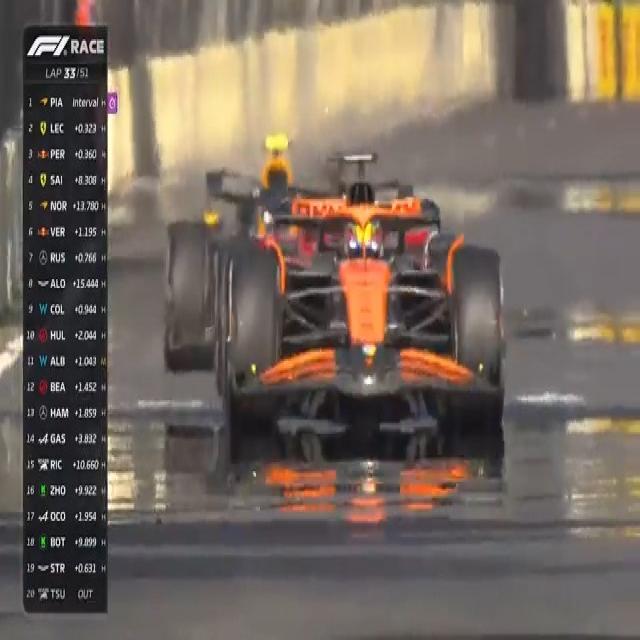 F1 RACE
LAP 33/51
1 PIA Interval H
2 LEC +0.323 H
3 PER +0.360 H
4 SAI +8.308 H
5 NOR +13.780 H
6 VER +1.195 H
7 RUS +0.766 H
8 ALO +15.444 H
9 COL +0.944 H
10 HUL +2.044 H
11 ALB +1.043 M
12 BEA +1.452 H
13 HAM +1.859 H
14 GAS +3.832 H
15 RIC +10.660 H
16 ZHO +9.922 H
17 OCO +1.954 H
18 BOT +9.899 H
19 STR +0.631 H
20 TSU OUT